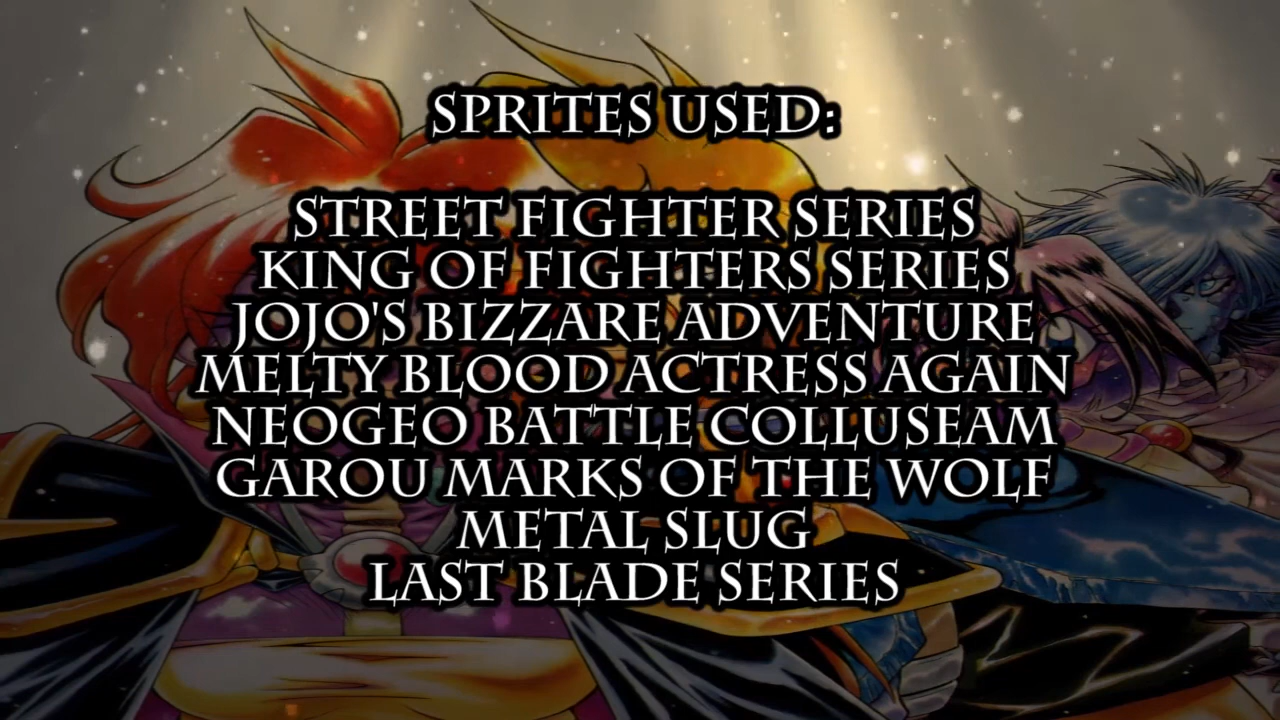 SPRITES USED:
STREET FIGHTER SERIES
KING OF FIGHTERS SERIES
JOJO'S BIZZARE ADVENTURE
MELTY BLOOD ACTRESS AGAIN
NEOGEO BATTLE COLLUSEAM
GAROU MARKS OF THE WOLF
METAL SLUG
LAST BLADE SERIES